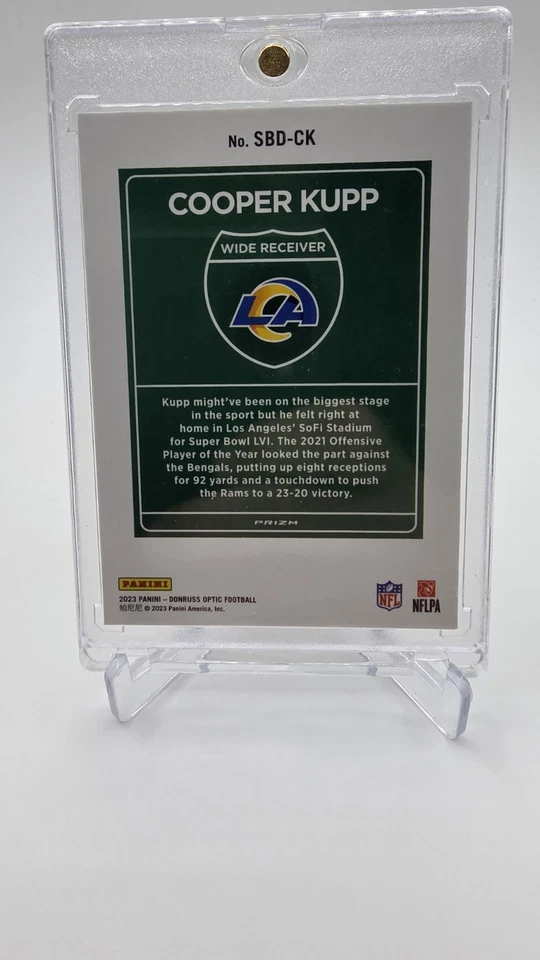 No. SBD-CK
COOPER KUPP
WIDE RECEIVER
LA
Kupp might've been on the biggest stage
in the sport but he felt right at
home in Los Angeles' SoFi Stadium
for Super Bowl LVI. The 2021 Offensive
Player of the Year looked the part against
the Bengals, putting up eight receptions
for 92 yards and a touchdown to push
the Rams to a 23-20 victory.
PRIZM
PANINI
2023 PANINI – DONRUSS OPTIC FOOTBALL
帕尼尼 © 2023 Panini America, Inc.
NFL
NFLPA